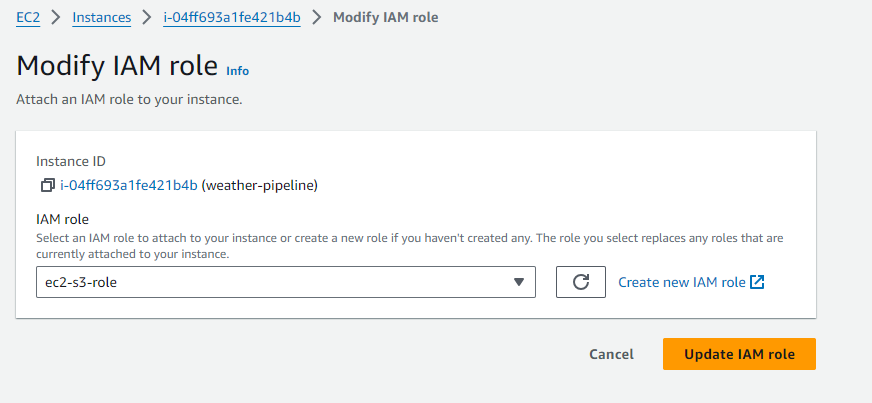 EC2 > Instances > i-04ff693a1fe421b4b > Modify IAM role
Modify IAM role Info
Attach an IAM role to your instance.
Instance ID
i-04ff693a1fe421b4b (weather-pipeline)
IAM role
Select an IAM role to attach to your instance or create a new role if you haven't created any. The role you select replaces any roles that are
currently attached to your instance.
ec2-s3-role
Create new IAM role
Cancel
Update IAM role